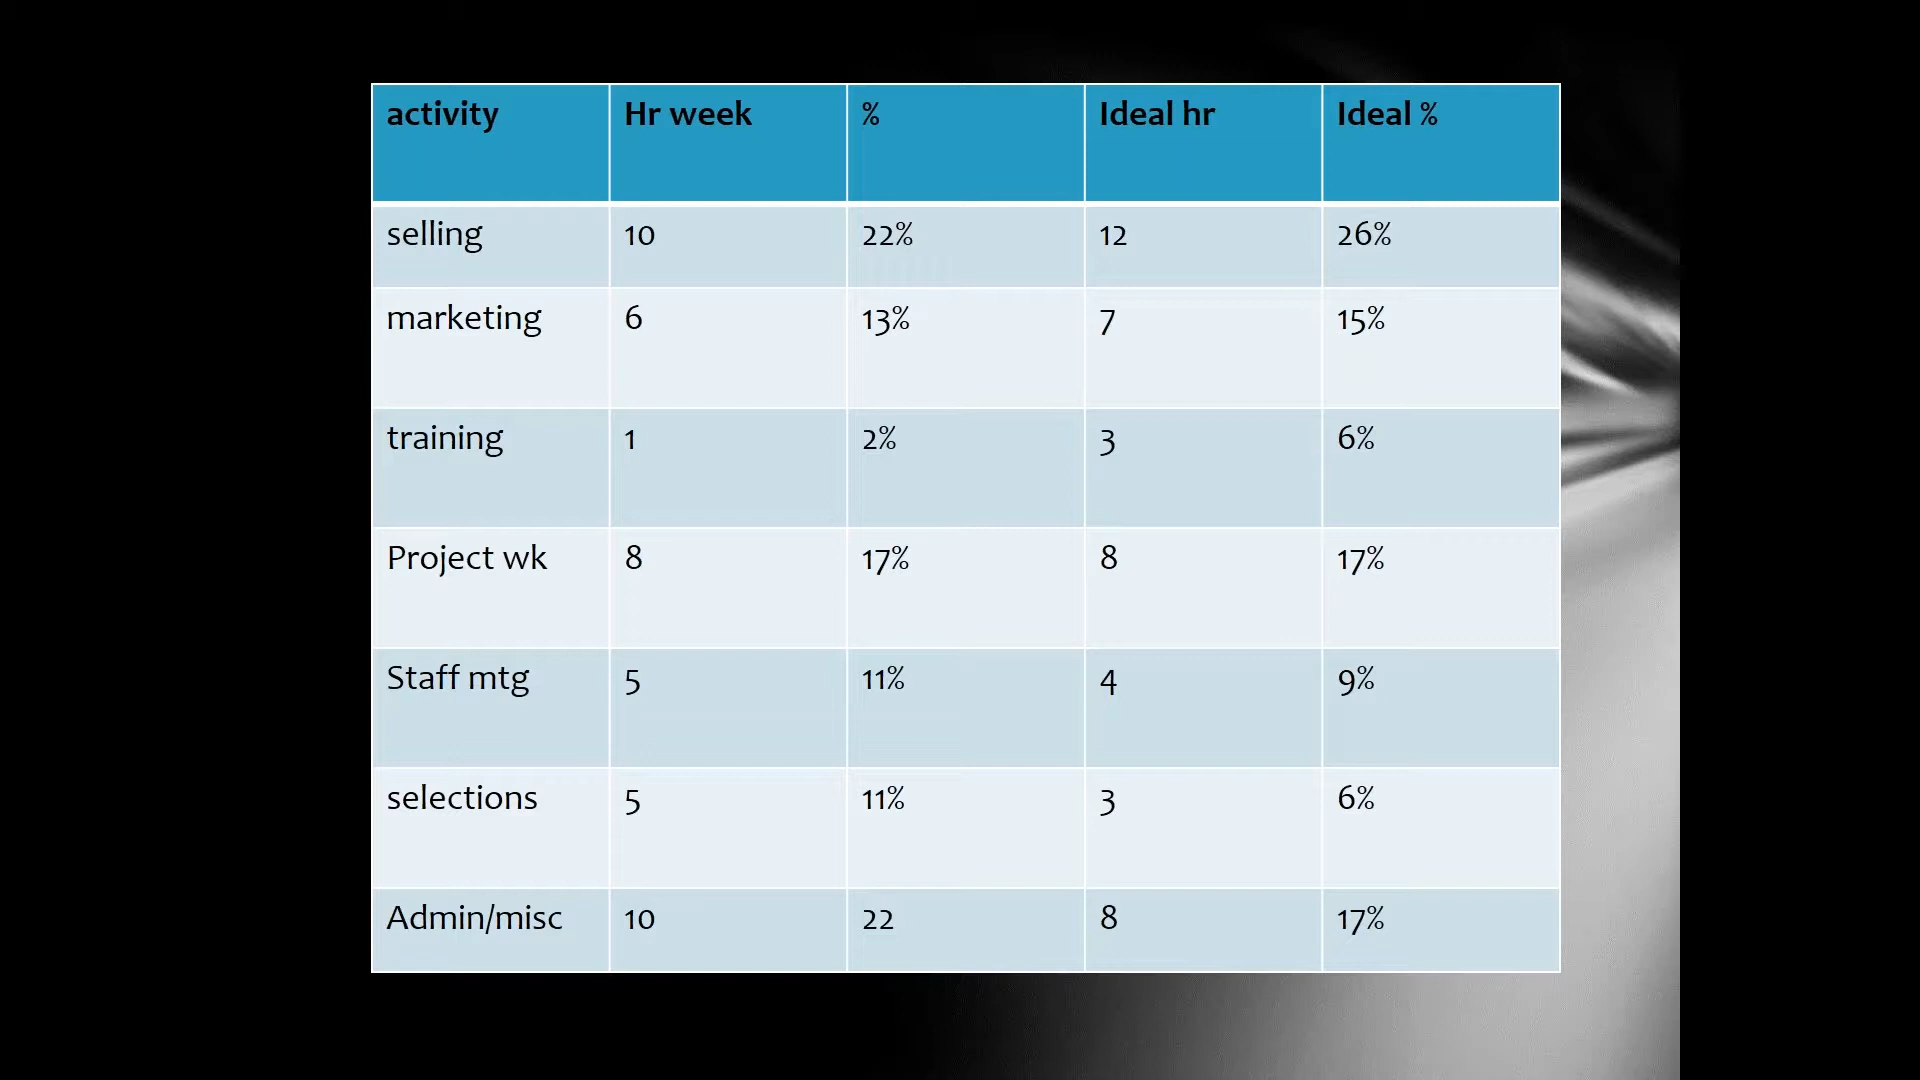 activity Hr week % Ideal hr Ideal %
selling 10 22% 12 26%
marketing 6 13% 7 15%
training 1 2% 3 6%
Project wk 8 17% 8 17%
Staff mtg 5 11% 4 9%
selections 5 11% 3 6%
Admin/misc 10 22 8 17%